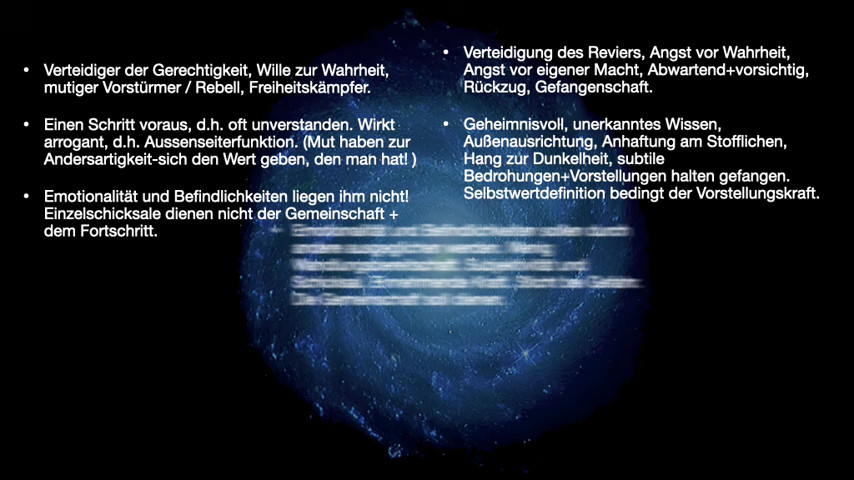 • Verteidiger der Gerechtigkeit, Wille zur Wahrheit,
mutiger Vorstürmer / Rebell, Freiheitskämpfer.
• Einen Schritt voraus, d.h. oft unverstanden. Wirkt
arrogant, d.h. Aussenseiterfunktion. (Mut haben zur
Andersartigkeit-sich den Wert geben, den man hat! )
• Emotionalität und Befindlichkeiten liegen ihm nicht!
Einzelschicksale dienen nicht der Gemeinschaft +
dem Fortschritt.
• Verteidigung des Reviers, Angst vor Wahrheit,
Angst vor eigener Macht, Abwartend+vorsichtig,
Rückzug, Gefangenschaft.
• Geheimnisvoll, unerkanntes Wissen,
Außenausrichtung, Anhaftung am Stofflichen,
Hang zur Dunkelheit, subtile
Bedrohungen+Vorstellungen halten gefangen.
Selbstwertdefinition bedingt der Vorstellungskraft.